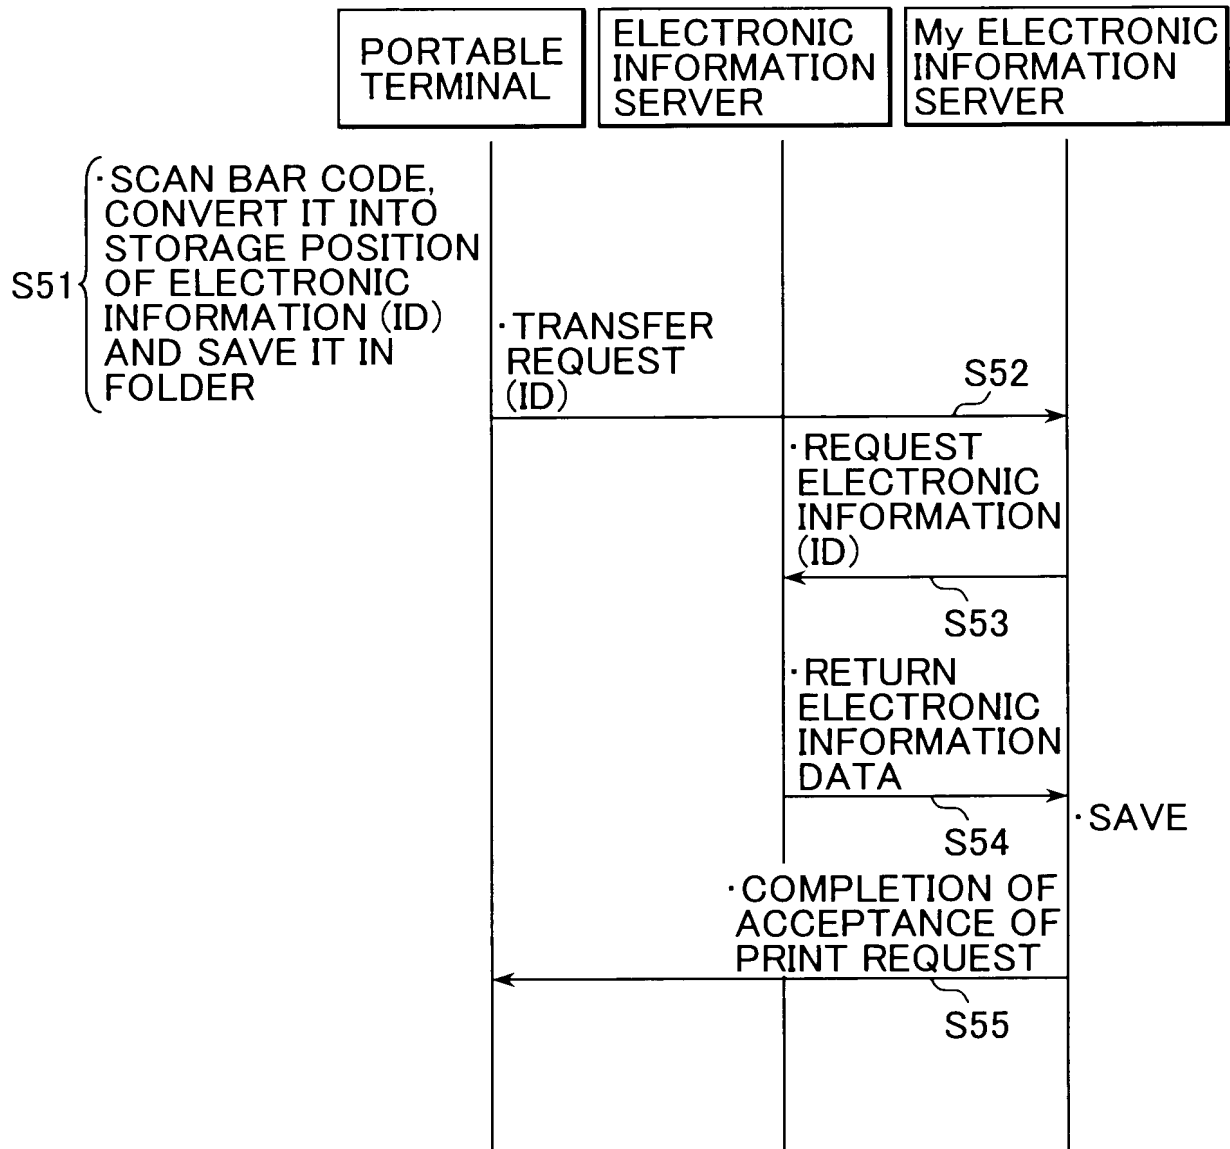 PORTABLE
TERMINAL
ELECTRONIC
INFORMATION
SERVER
My ELECTRONIC
INFORMATION
SERVER
S51
·SCAN BAR CODE,
CONVERT IT INTO
STORAGE POSITION
OF ELECTRONIC
INFORMATION (ID)
AND SAVE IT IN
FOLDER
·TRANSFER
REQUEST
(ID)
S52
·REQUEST
ELECTRONIC
INFORMATION
(ID)
S53
·RETURN
ELECTRONIC
INFORMATION
DATA
S54
·SAVE
·COMPLETION OF
ACCEPTANCE OF
PRINT REQUEST
S55